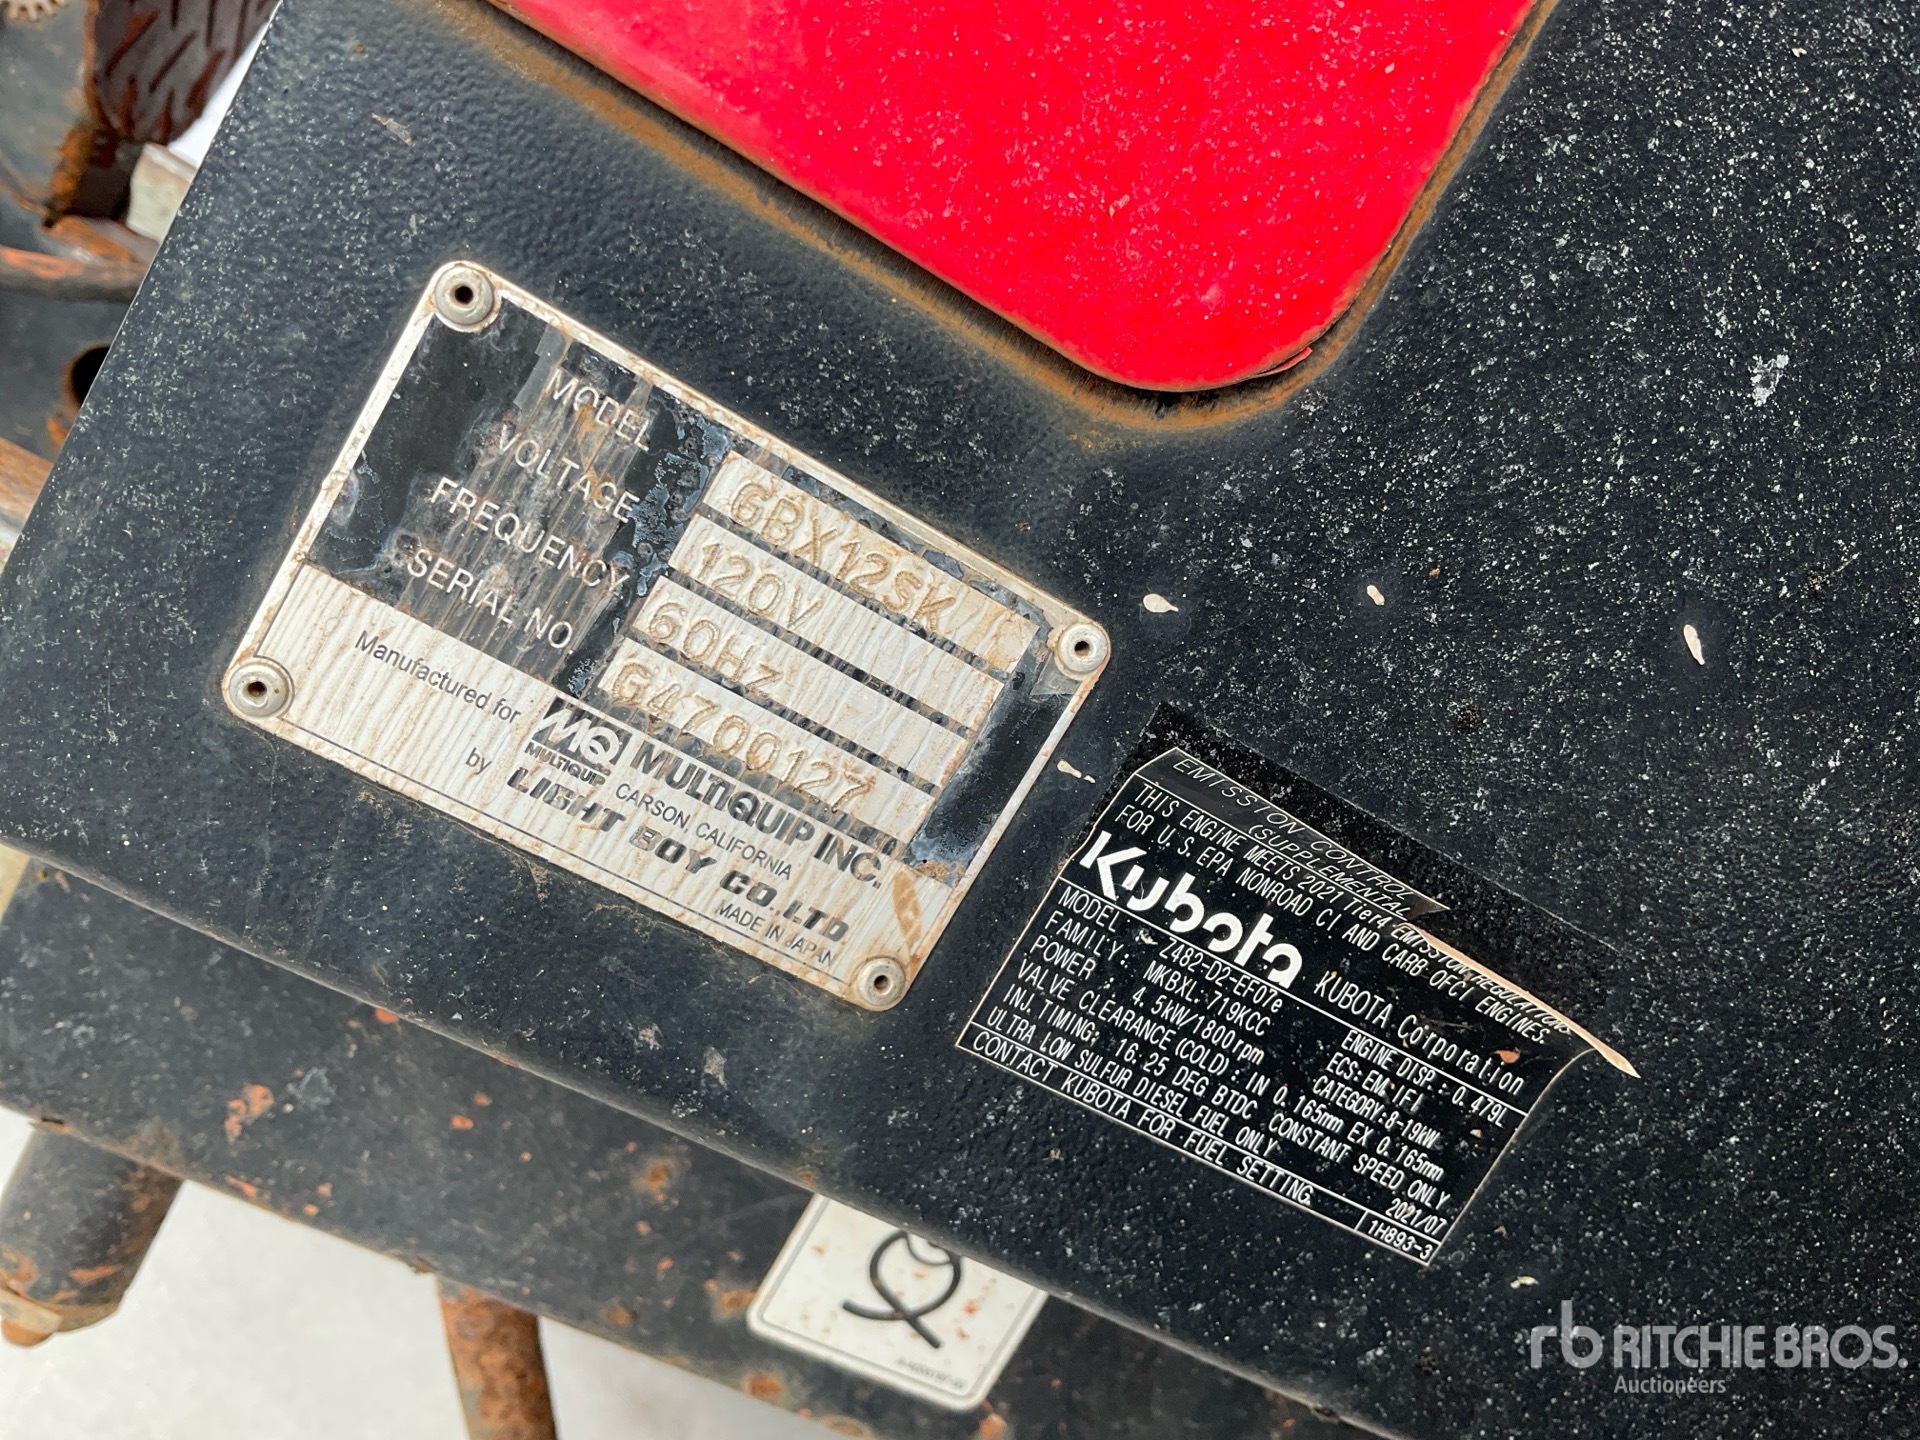 MODEL GBX12SK
VOLTAGE 120V
FREQUENCY 60HZ
SERIAL NO. G4700127
Manufactured for MQ MULTIQUIP MULTIQUIP INC.
CARSON, CALIFORNIA
by LIGHT BOY CO.,LTD.
MADE IN JAPAN
EMISSION CONTROL
(SUPPLEMENTAL
THIS ENGINE MEETS 2021 Tier4 EMISSION REGULATIONS
FOR U. S. EPA NONROAD CI AND CARB OFCI ENGINES.
Kubota KUBOTA Corporation
MODEL : Z482-D2-EF07e ENGINE DISP.: 0.479L
FAMILY: MKBXL.719KCC ECS: EM, IFI
POWER : 4.5kW/1800rpm CATEGORY:8-19kW
VALVE CLEARANCE (COLD): IN 0.165mm EX 0.165mm
INJ. TIMING: 16.25 DEG BTDC CONSTANT SPEED ONLY
ULTRA LOW SULFUR DIESEL FUEL ONLY 2021/07
CONTACT KUBOTA FOR FUEL SETTING. 1H893-3
rb RITCHIE BROS.
Auctioneers